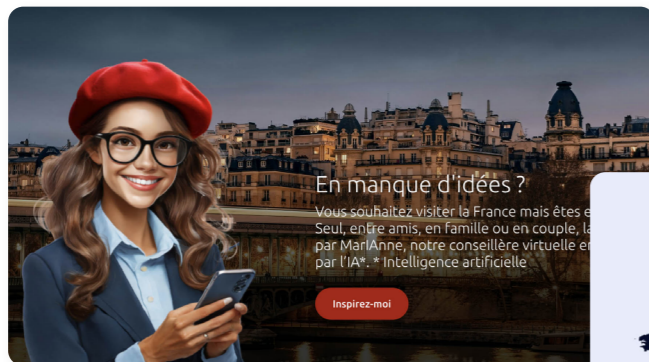 En manque d'idées ?
Vous souhaitez visiter la France mais êtes e
Seul, entre amis, en famille ou en couple, la
par MarIAnne, notre conseillère virtuelle en
par l'IA*. * Intelligence artificielle
Inspirez-moi